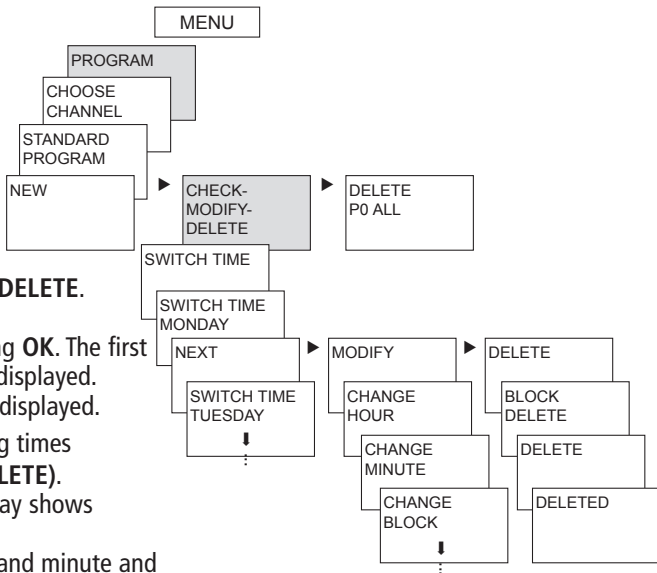 MENU
PROGRAM
CHOOSE
CHANNEL
STANDARD
PROGRAM
NEW
CHECK-
MODIFY-
DELETE
DELETE
P0 ALL
SWITCH TIME
SWITCH TIME
MONDAY
NEXT
SWITCH TIME
TUESDAY
MODIFY
CHANGE
HOUR
CHANGE
MINUTE
CHANGE
BLOCK
DELETE
BLOCK
DELETE
DELETE
DELETED
DELETE.
g OK. The first
displayed.
displayed.
g times
LETE).
ay shows
and minute and